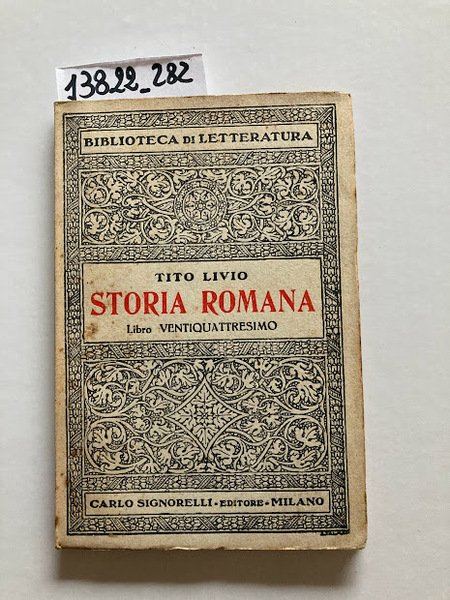 13822_282
BIBLIOTECA DI LETTERATURA
TITO LIVIO
STORIA ROMANA
Libro VENTIQUATTRESIMO
CARLO SIGNORELLI - EDITORE - MILANO